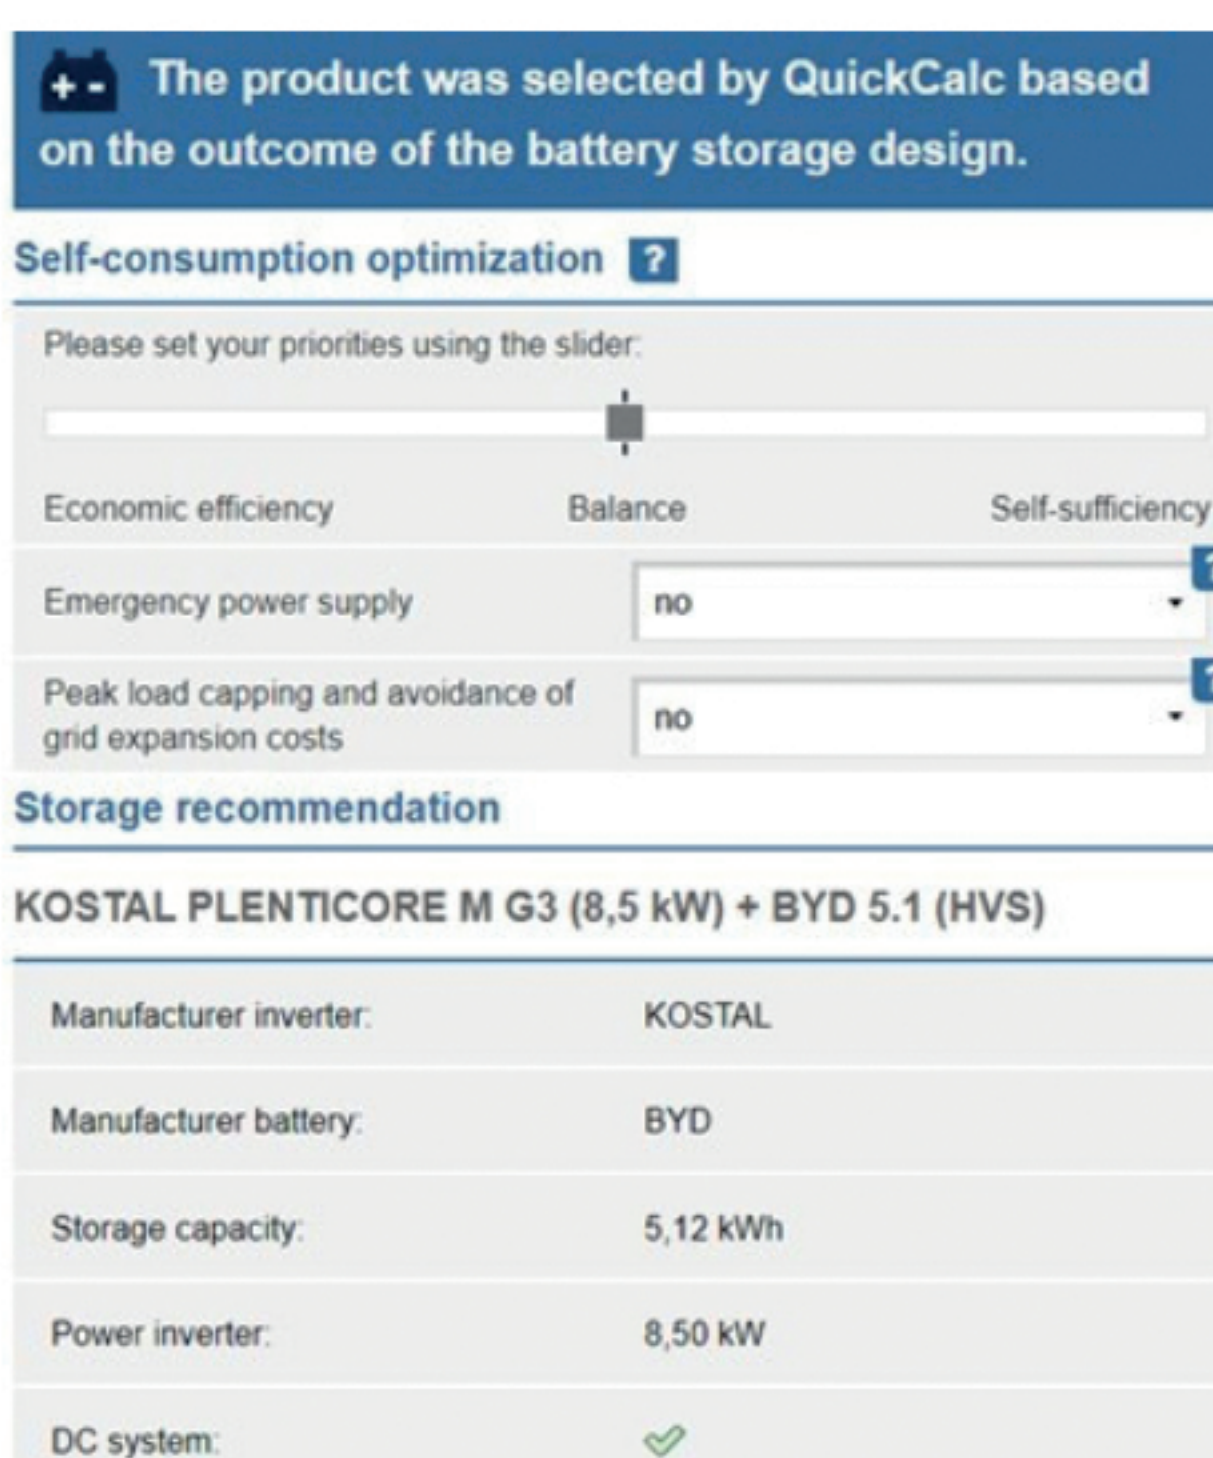 The product was selected by QuickCalc based
on the outcome of the battery storage design.
Self-consumption optimization ?
Please set your priorities using the slider:
Economic efficiency Balance Self-sufficiency
Emergency power supply no ?
Peak load capping and avoidance of
grid expansion costs no ?
Storage recommendation
KOSTAL PLENTICORE M G3 (8,5 kW) + BYD 5.1 (HVS)
Manufacturer inverter: KOSTAL
Manufacturer battery: BYD
Storage capacity: 5,12 kWh
Power inverter: 8,50 kW
DC system: